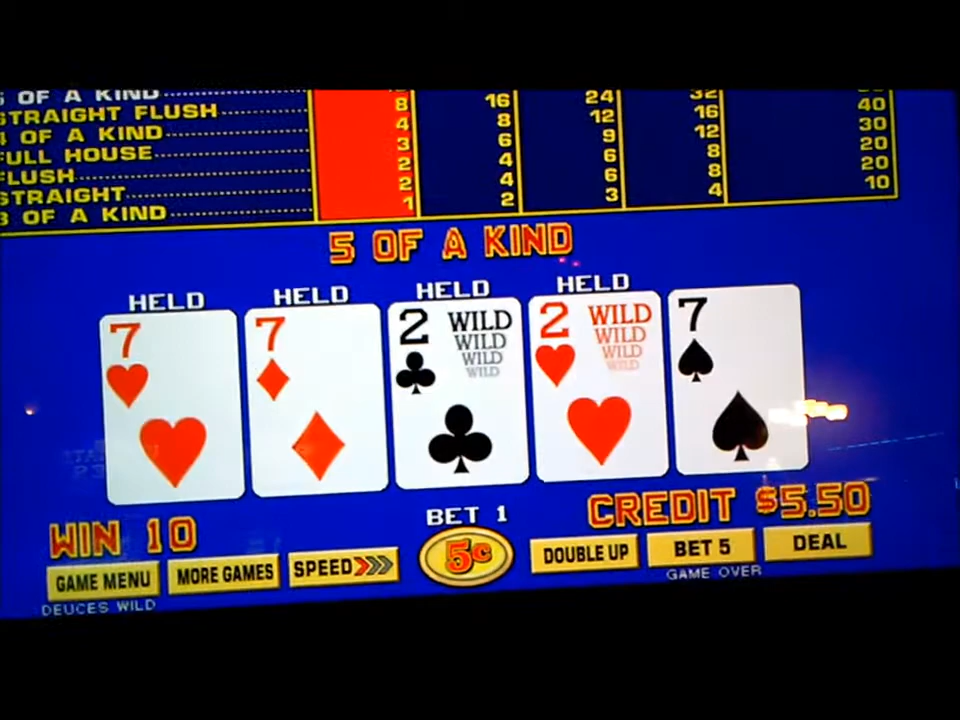 5 OF A KIND
STRAIGHT FLUSH 8 16 24 32 40
4 OF A KIND 4 8 12 16 30
FULL HOUSE 3 6 9 12 20
FLUSH 2 4 6 8 20
STRAIGHT 2 4 6 8 10
3 OF A KIND 1 2 3 4
5 OF A KIND
HELD HELD HELD HELD
7 7 2 WILD 2 WILD 7
WILD WILD
WILD WILD
WILD WILD
WIN 10 BET 1 CREDIT $5.50
GAME MENU MORE GAMES SPEED 5¢ DOUBLE UP BET 5 DEAL
DEUCES WILD GAME OVER